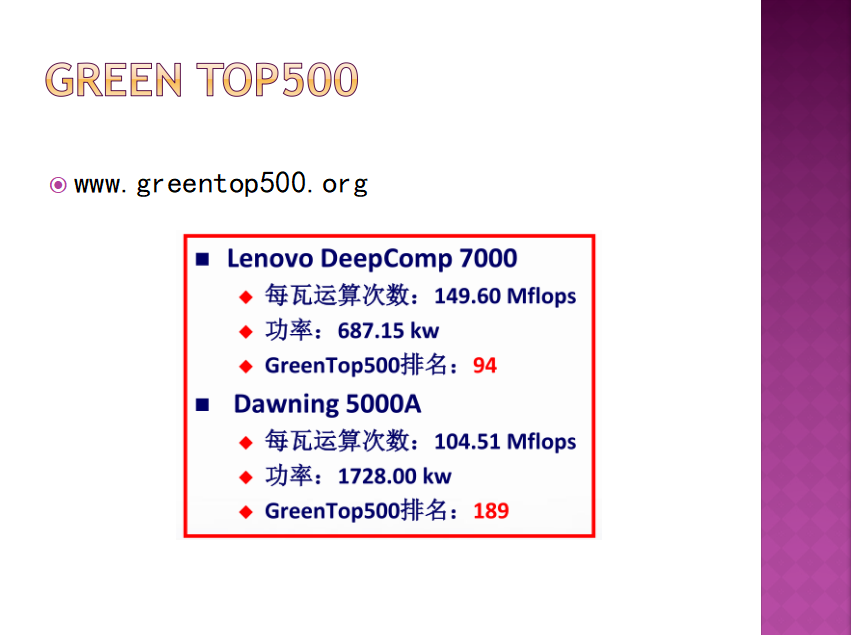 GREEN TOP500
www.greentop500.org
Lenovo DeepComp 7000
每瓦运算次数：149.60 Mflops
功率：687.15 kw
GreenTop500排名：94
Dawning 5000A
每瓦运算次数：104.51 Mflops
功率：1728.00 kw
GreenTop500排名：189